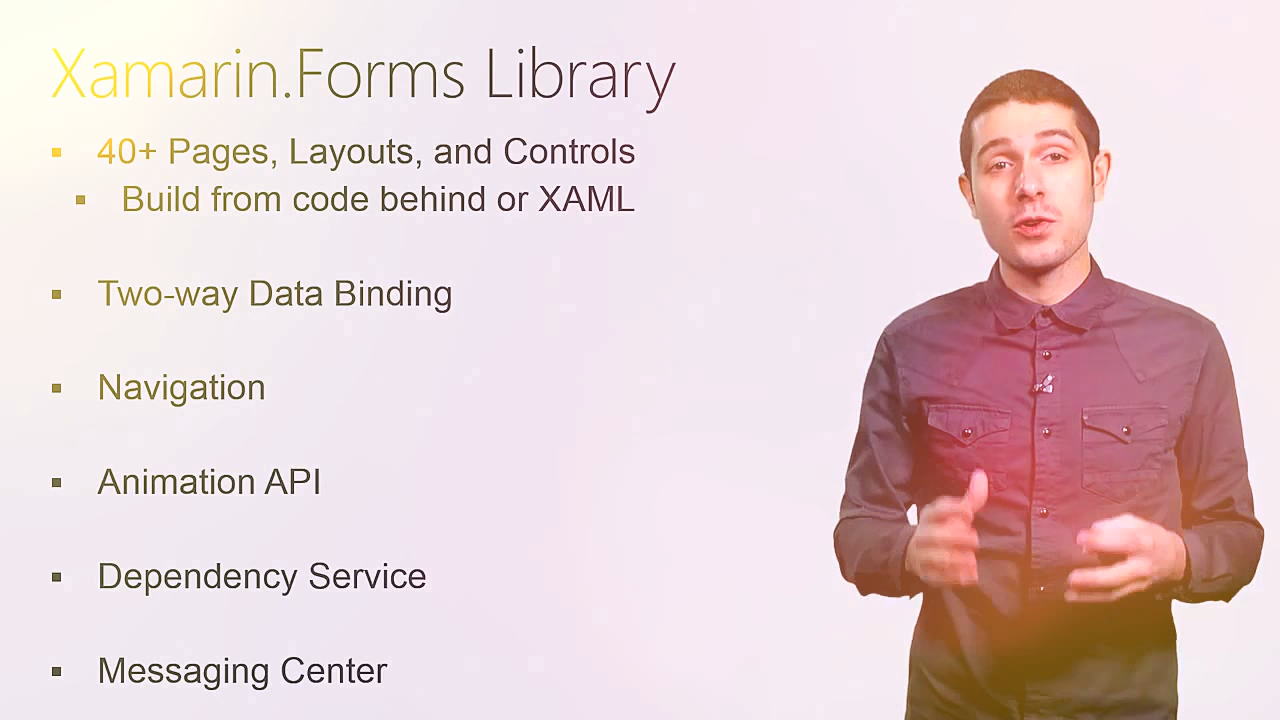 Xamarin.Forms Library
▪ 40+ Pages, Layouts, and Controls
▪ Build from code behind or XAML
▪ Two-way Data Binding
▪ Navigation
▪ Animation API
▪ Dependency Service
▪ Messaging Center